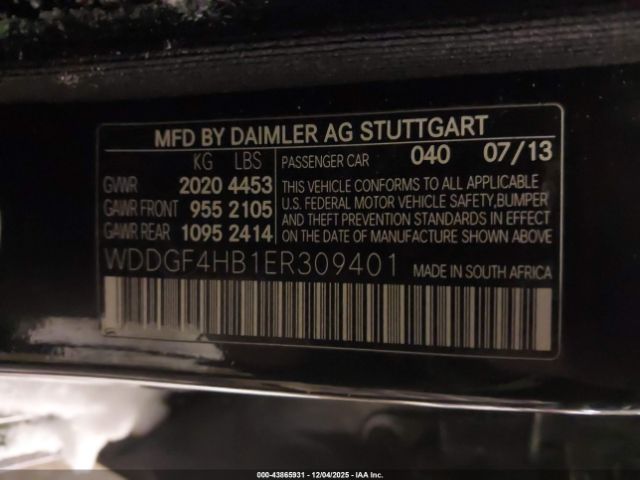 MFD BY DAIMLER AG STUTTGART
KG LBS
GVWR 2020 4453
GAWR FRONT 955 2105
GAWR REAR 1095 2414
PASSENGER CAR 040 07/13
THIS VEHICLE CONFORMS TO ALL APPLICABLE
U.S. FEDERAL MOTOR VEHICLE SAFETY, BUMPER
AND THEFT PREVENTION STANDARDS IN EFFECT
ON THE DATE OF MANUFACTURE SHOWN ABOVE
WDDGF4HB1ER309401 MADE IN SOUTH AFRICA
000-43865931 - 12/04/2025 - IAA Inc.